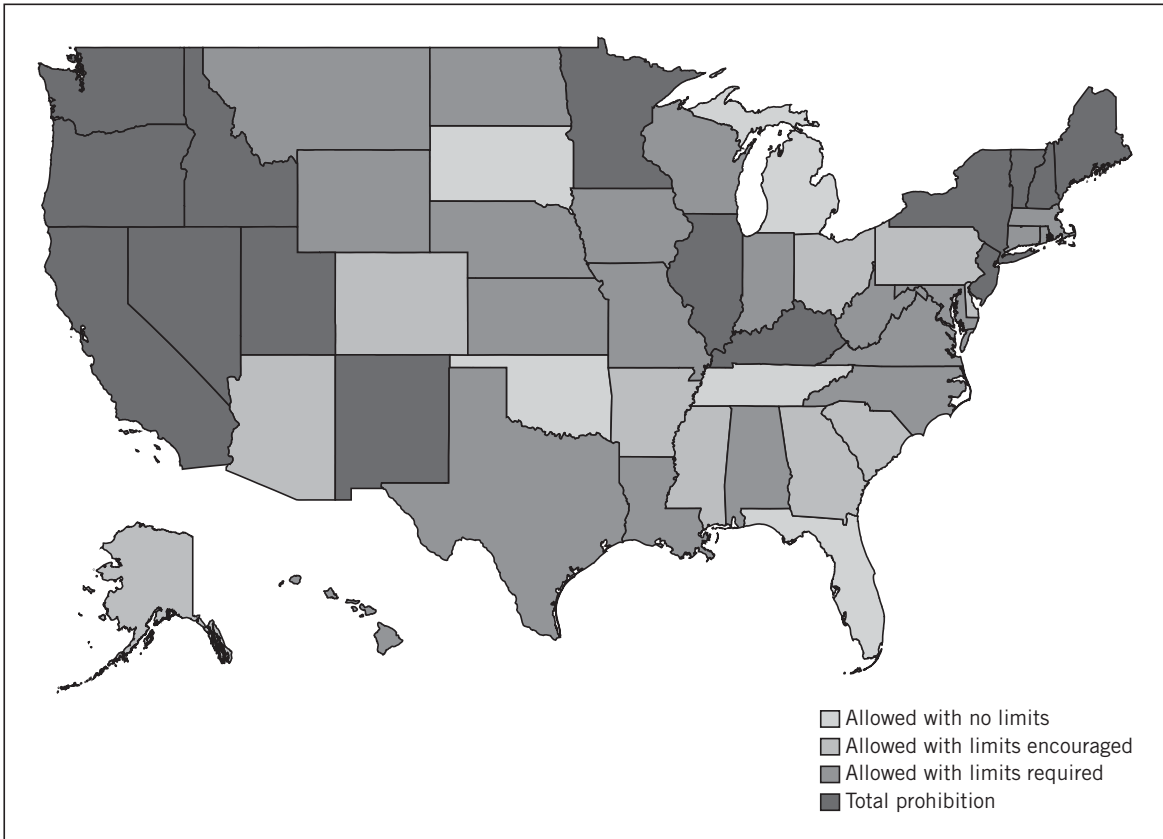 Allowed with no limits
Allowed with limits encouraged
Allowed with limits required
Total prohibition